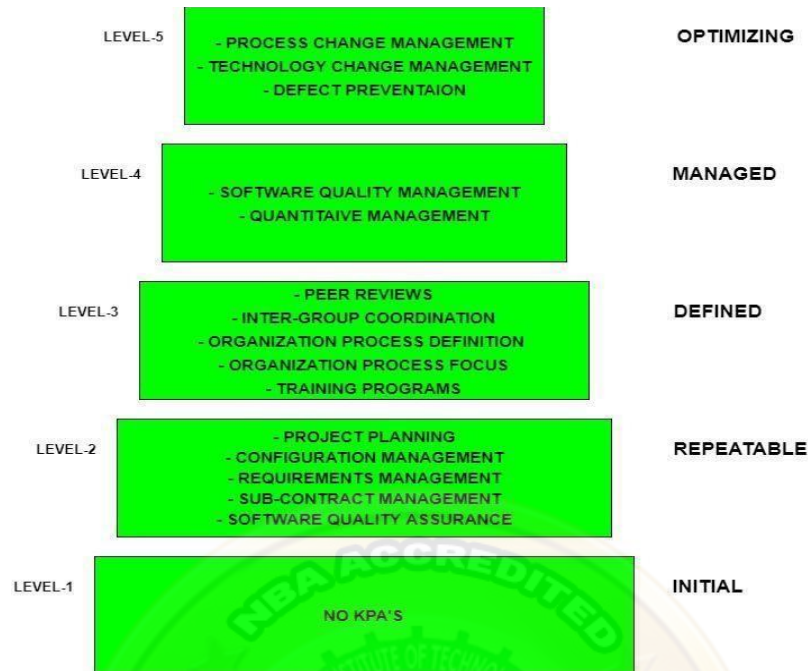 LEVEL-5
- PROCESS CHANGE MANAGEMENT
- TECHNOLOGY CHANGE MANAGEMENT
- DEFECT PREVENTAION
OPTIMIZING
LEVEL-4
- SOFTWARE QUALITY MANAGEMENT
- QUANTITAIVE MANAGEMENT
MANAGED
LEVEL-3
- PEER REVIEWS
- INTER-GROUP COORDINATION
- ORGANIZATION PROCESS DEFINITION
- ORGANIZATION PROCESS FOCUS
- TRAINING PROGRAMS
DEFINED
LEVEL-2
- PROJECT PLANNING
- CONFIGURATION MANAGEMENT
- REQUIREMENTS MANAGEMENT
- SUB-CONTRACT MANAGEMENT
- SOFTWARE QUALITY ASSURANCE
REPEATABLE
LEVEL-1
NO KPA'S
INITIAL
NBA ACCREDITED
OF